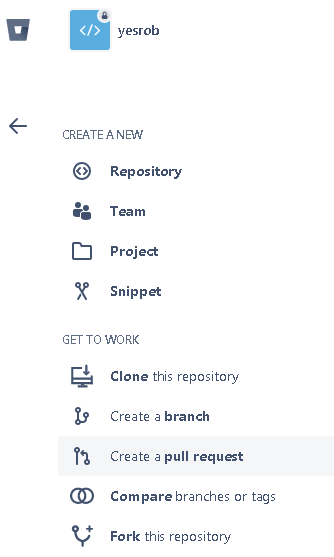 yesrob
CREATE A NEW
Repository
Team
Project
Snippet
GET TO WORK
Clone this repository
Create a branch
Create a pull request
Compare branches or tags
Fork this repository